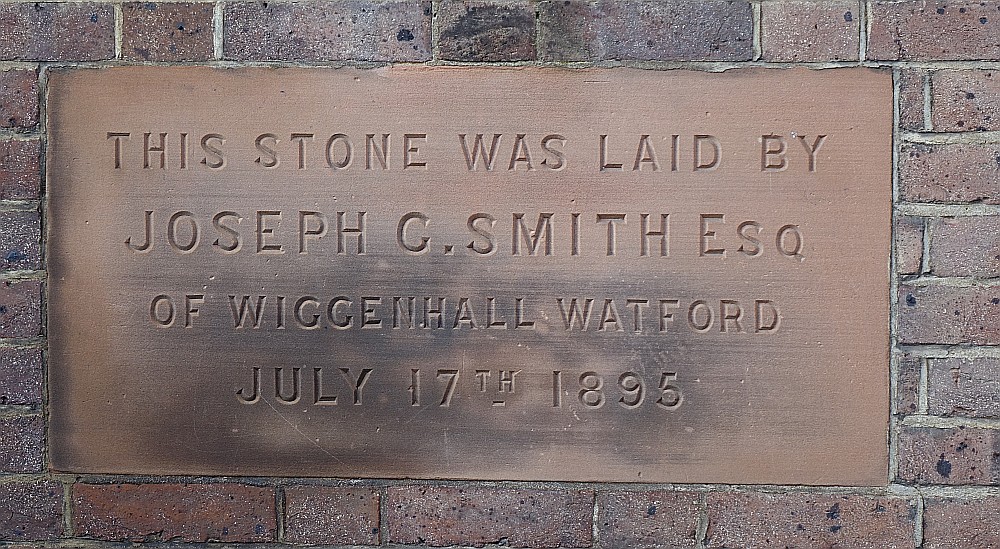 THIS STONE WAS LAID BY
JOSEPH G. SMITH ESQ
OF WIGGENHALL WATFORD
JULY 17TH 1895